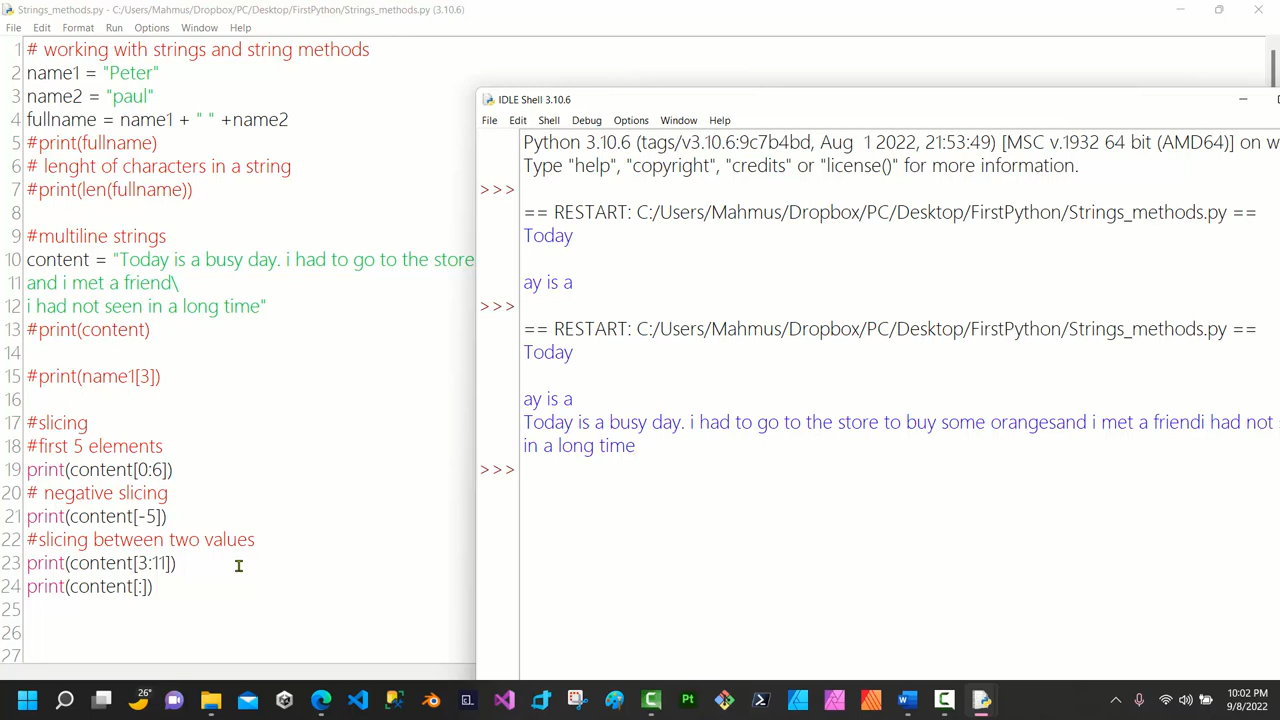 Strings_methods.py - C:/Users/Mahmus/Dropbox/PC/Desktop/FirstPython/Strings_methods.py (3.10.6)
File Edit Format Run Options Window Help
1 # working with strings and string methods
2 name1 = "Peter"
3 name2 = "paul"
4 fullname = name1 + " " +name2
5 #print(fullname)
6 # lenght of characters in a string
7 #print(len(fullname))
8
9 #multiline strings
10 content = "Today is a busy day. i had to go to the store
11 and i met a friend\
12 i had not seen in a long time"
13 #print(content)
14
15 #print(name1[3])
16
17 #slicing
18 #first 5 elements
19 print(content[0:6])
20 # negative slicing
21 print(content[-5])
22 #slicing between two values
23 print(content[3:11])
24 print(content[:])
25
26
27
IDLE Shell 3.10.6
File Edit Shell Debug Options Window Help
Python 3.10.6 (tags/v3.10.6:9c7b4bd, Aug 1 2022, 21:53:49) [MSC v.1932 64 bit (AMD64)] on w
Type "help", "copyright", "credits" or "license()" for more information.
>>>
== RESTART: C:/Users/Mahmus/Dropbox/PC/Desktop/FirstPython/Strings_methods.py ==
Today
ay is a
>>>
== RESTART: C:/Users/Mahmus/Dropbox/PC/Desktop/FirstPython/Strings_methods.py ==
Today
ay is a
Today is a busy day. i had to go to the store to buy some orangesand i met a friendi had not
in a long time
>>>
26°
Pt
10:02 PM
9/8/2022